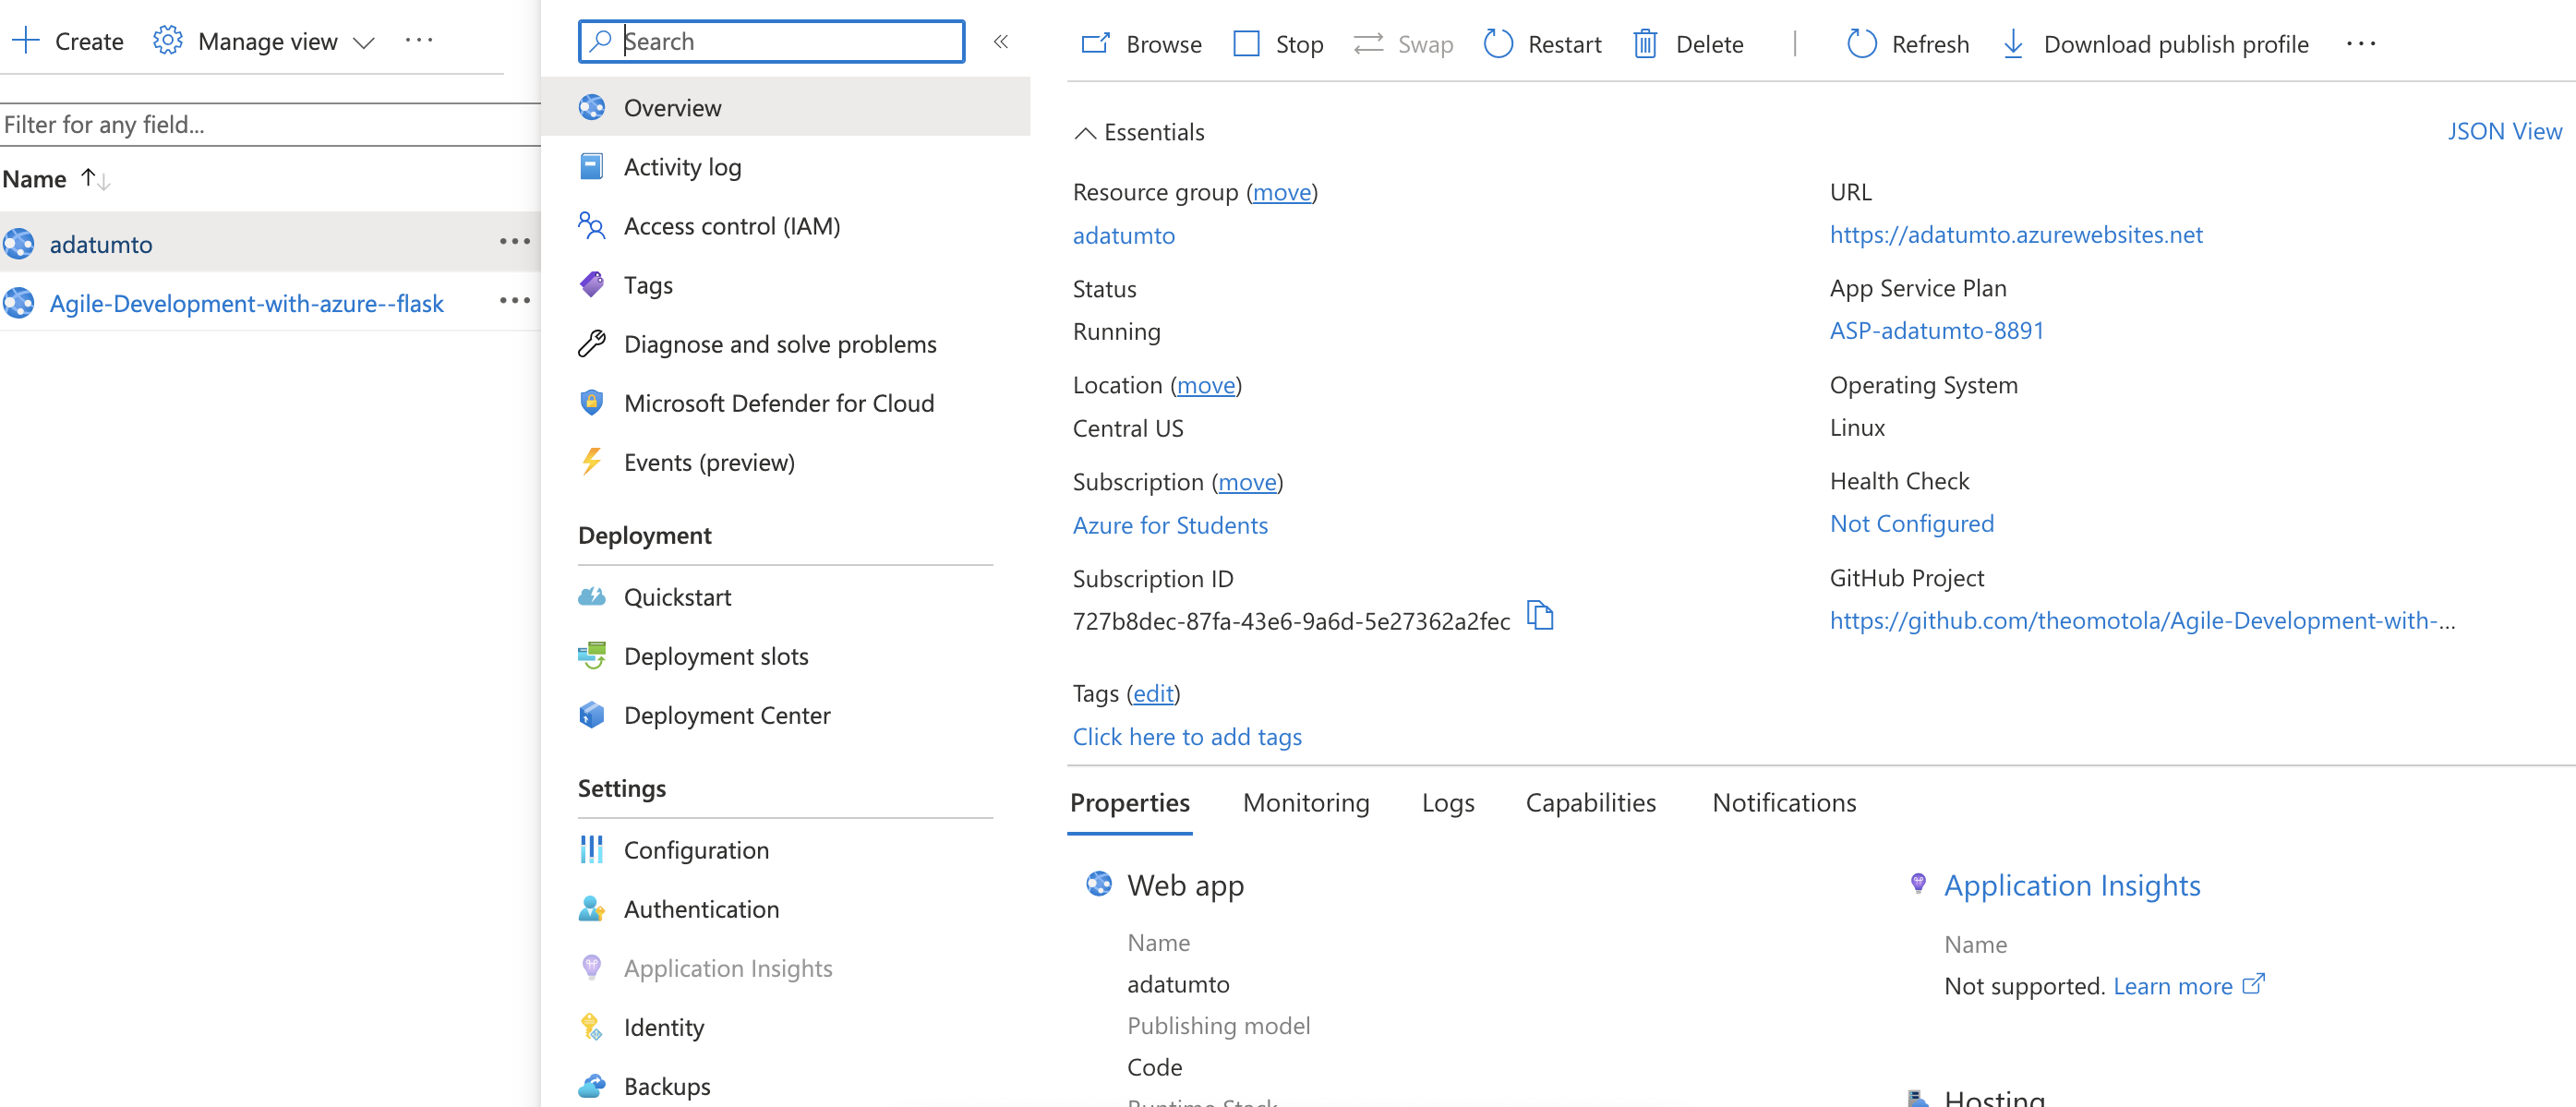 Create
Manage view
···
Filter for any field...
Name ↑↓
adatumto
···
Agile-Development-with-azure--flask
···
Search
«
Overview
Activity log
Access control (IAM)
Tags
Diagnose and solve problems
Microsoft Defender for Cloud
Events (preview)
Deployment
Quickstart
Deployment slots
Deployment Center
Settings
Configuration
Authentication
Application Insights
Identity
Backups
Browse
Stop
Swap
Restart
Delete
Refresh
Download publish profile
···
Essentials
JSON View
Resource group (move)
adatumto
Status
Running
Location (move)
Central US
Subscription (move)
Azure for Students
Subscription ID
727b8dec-87fa-43e6-9a6d-5e27362a2fec
Tags (edit)
Click here to add tags
URL
https://adatumto.azurewebsites.net
App Service Plan
ASP-adatumto-8891
Operating System
Linux
Health Check
Not Configured
GitHub Project
https://github.com/theomotola/Agile-Development-with-...
Properties
Monitoring
Logs
Capabilities
Notifications
Web app
Name
adatumto
Publishing model
Code
Runtime Stack
Application Insights
Name
Not supported. Learn more
Hosting